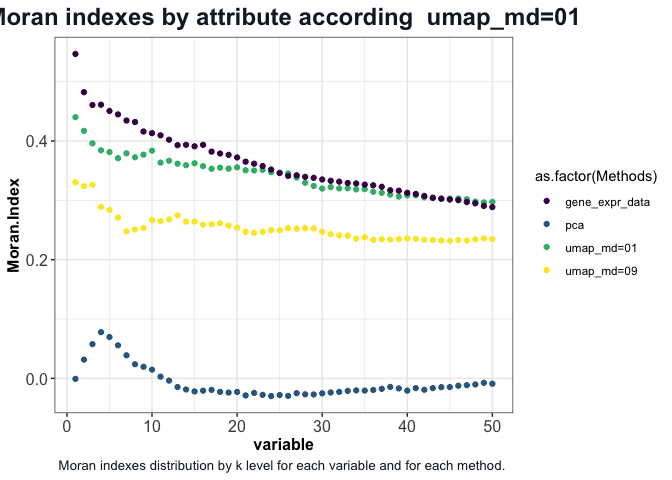 Moran indexes by attribute according  umap_md=01
Moran.Index
0.4
0.2
0.0
0
10
20
30
40
50
variable
Moran indexes distribution by k level for each variable and for each method.
as.factor(Methods)
gene_expr_data
pca
umap_md=01
umap_md=09